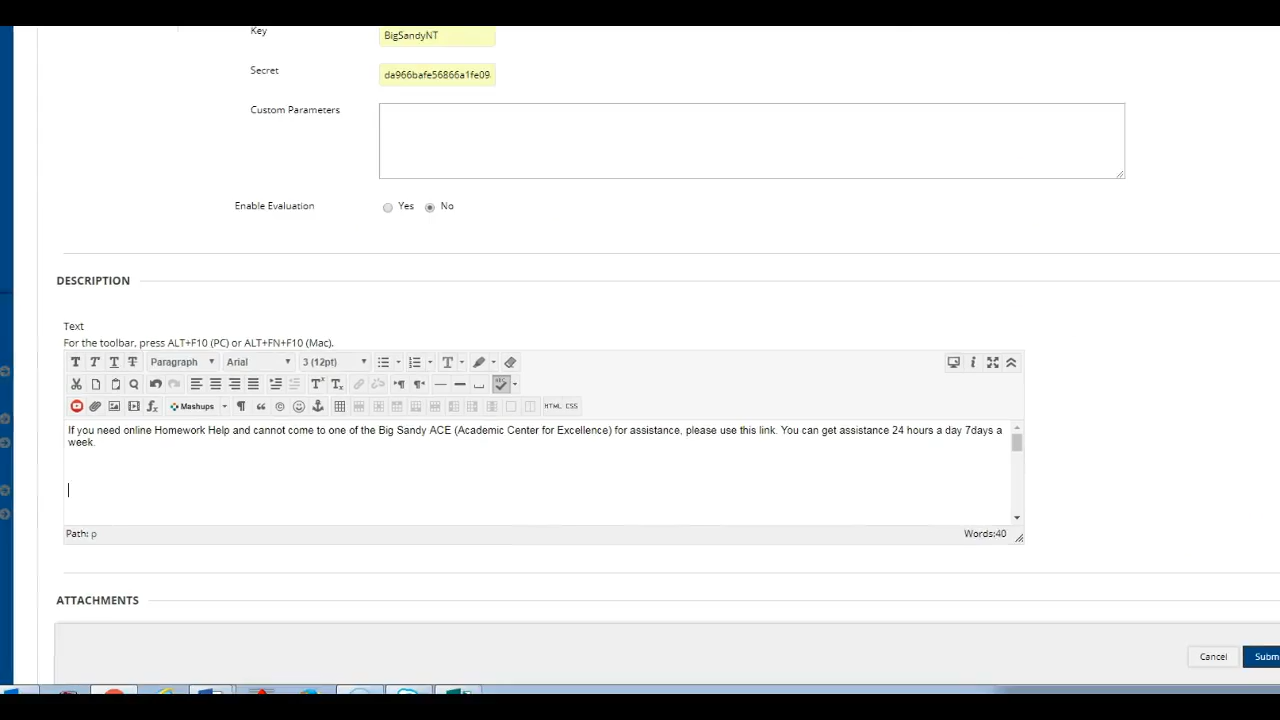 Key
BigSandyNT
Secret
da966bafe56866a1fe09
Custom Parameters
Enable Evaluation
Yes
No
DESCRIPTION
Text
For the toolbar, press ALT+F10 (PC) or ALT+FN+F10 (Mac).
T T T T Paragraph Arial 3 (12pt) T
Mashups HTML CSS
If you need online Homework Help and cannot come to one of the Big Sandy ACE (Academic Center for Excellence) for assistance, please use this link. You can get assistance 24 hours a day 7days a
week.
Path: p
Words:40
ATTACHMENTS
Cancel
Subm